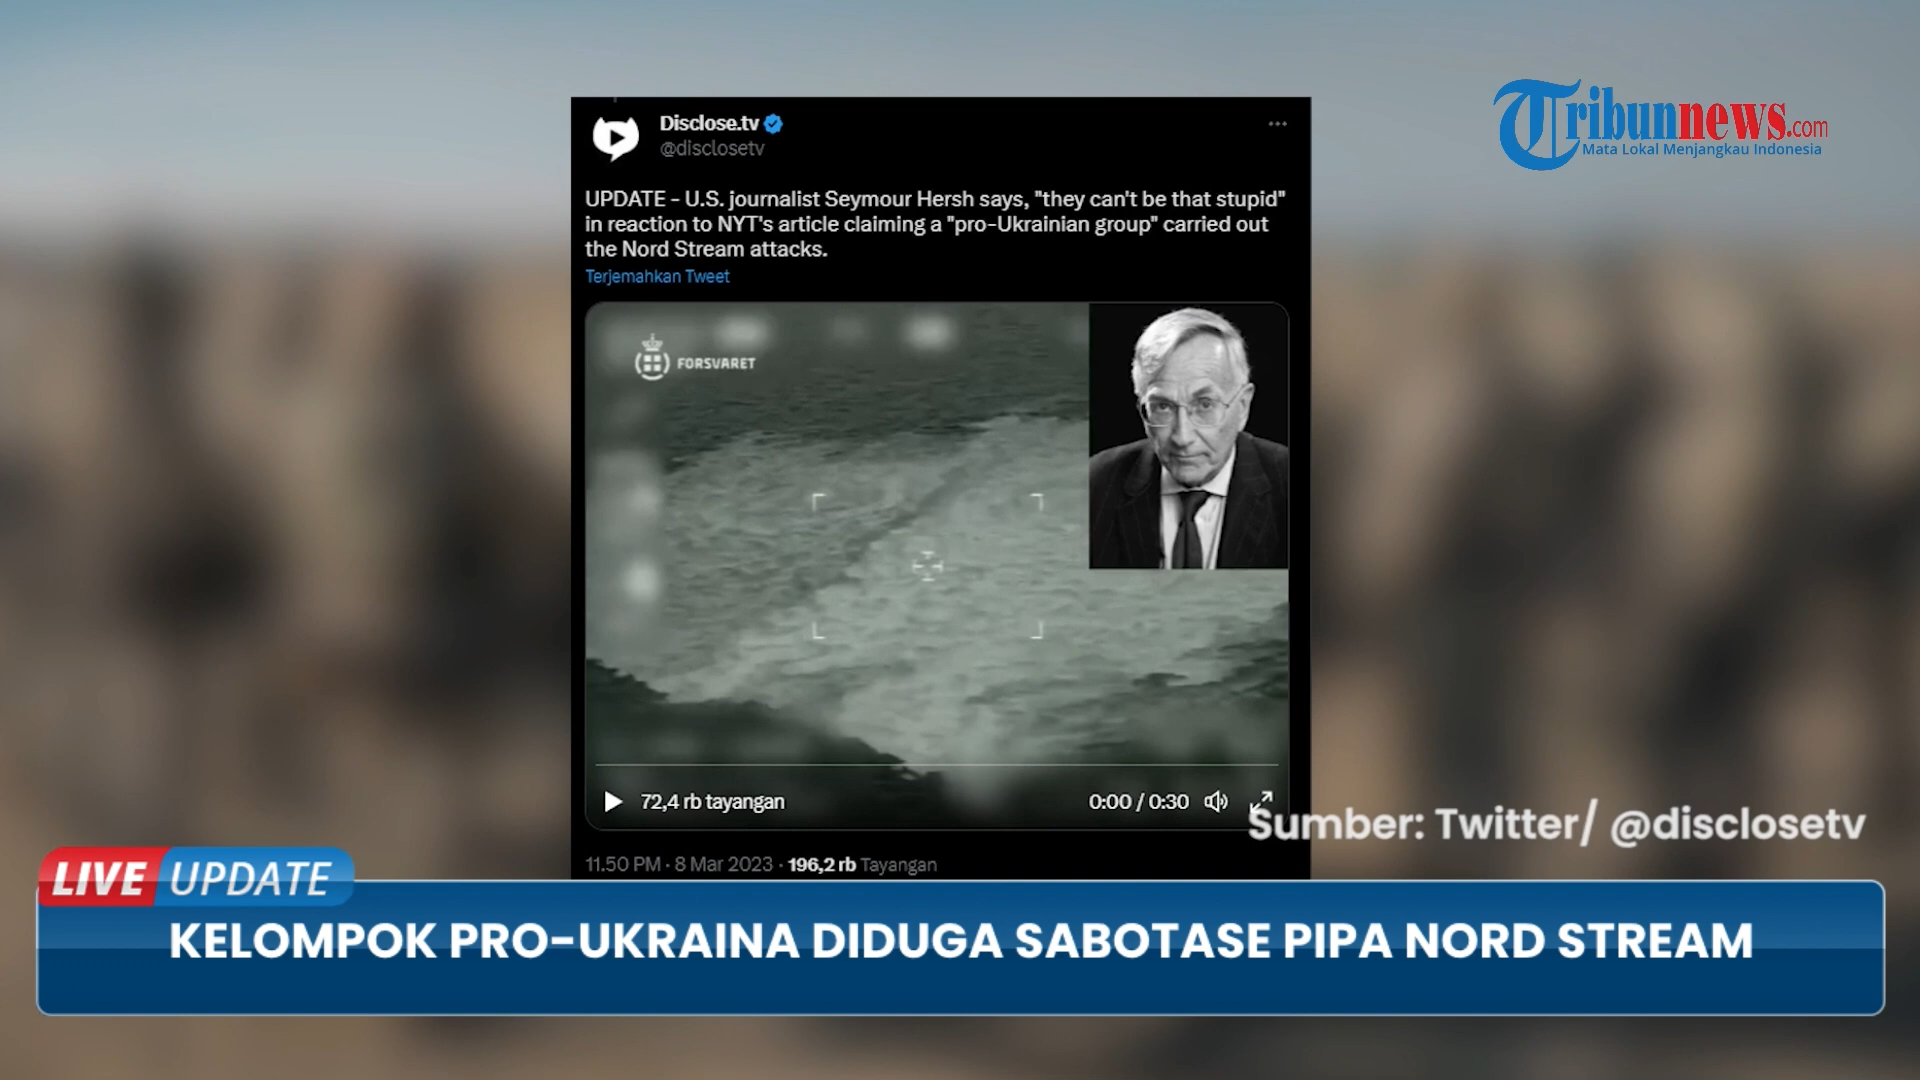 Tribunnews.com
Mata Lokal Menjangkau Indonesia
Disclose.tv
@disclosetv
UPDATE - U.S. journalist Seymour Hersh says, "they can't be that stupid"
in reaction to NYT's article claiming a "pro-Ukrainian group" carried out
the Nord Stream attacks.
Terjemahkan Tweet
FORSVARET
72,4 rb tayangan
0:00 / 0:30
Sumber: Twitter/ @disclosetv
11.50 PM · 8 Mar 2023 · 196,2 rb Tayangan
LIVE UPDATE
KELOMPOK PRO-UKRAINA DIDUGA SABOTASE PIPA NORD STREAM